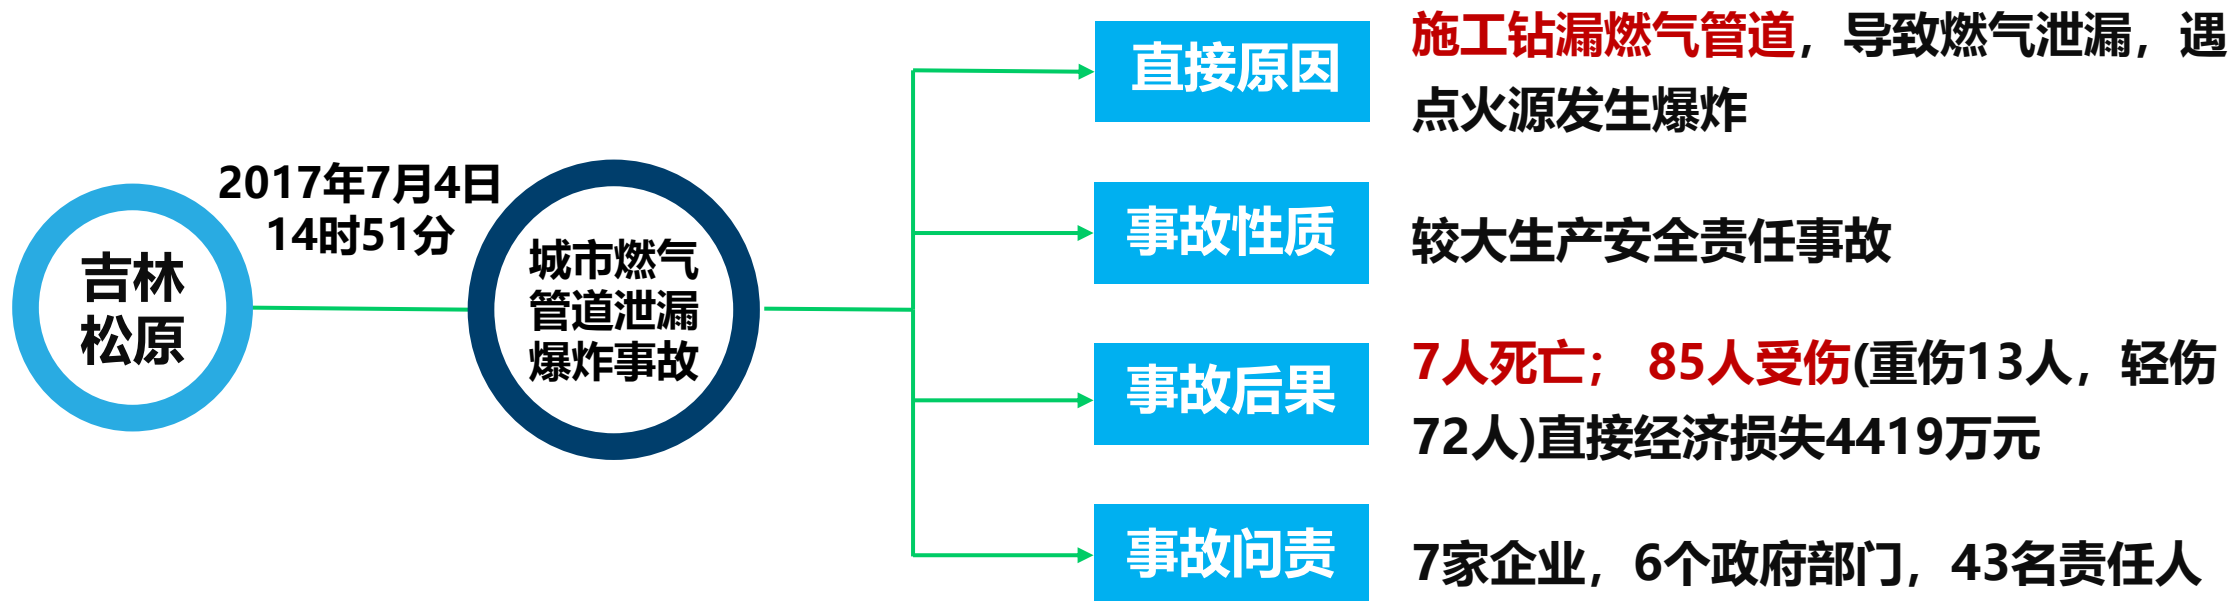 吉林
松原
2017年7月4日
14时51分
城市燃气
管道泄漏
爆炸事故
直接原因
施工钻漏燃气管道，导致燃气泄漏，遇
点火源发生爆炸
事故性质
较大生产安全责任事故
事故后果
7人死亡； 85人受伤(重伤13人，轻伤
72人)直接经济损失4419万元
事故问责
7家企业，6个政府部门，43名责任人